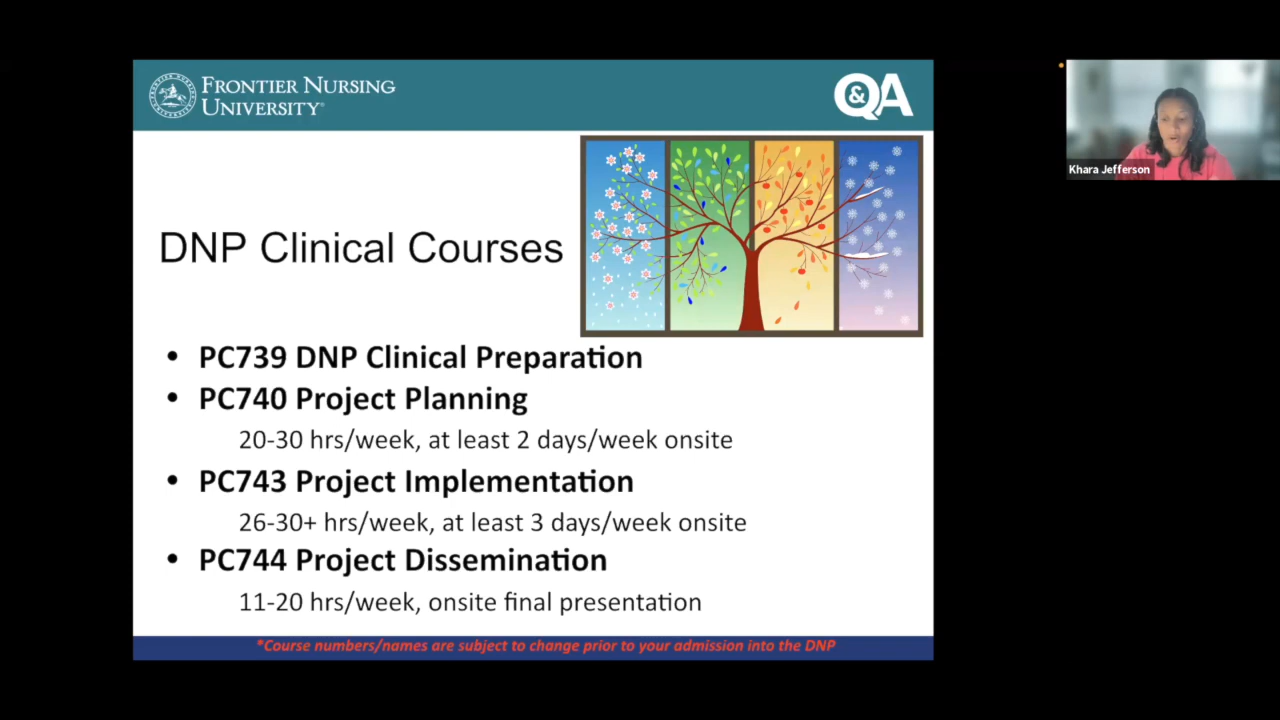 FRONTIER NURSING
UNIVERSITY®
Q&A
Khara Jefferson
DNP Clinical Courses
• PC739 DNP Clinical Preparation
• PC740 Project Planning
20-30 hrs/week, at least 2 days/week onsite
• PC743 Project Implementation
26-30+ hrs/week, at least 3 days/week onsite
• PC744 Project Dissemination
11-20 hrs/week, onsite final presentation
*Course numbers/names are subject to change prior to your admission into the DNP